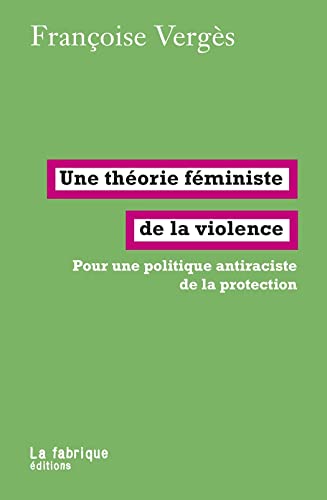 Françoise Vergès
Une théorie féministe
de la violence
Pour une politique antiraciste
de la protection
La fabrique
éditions